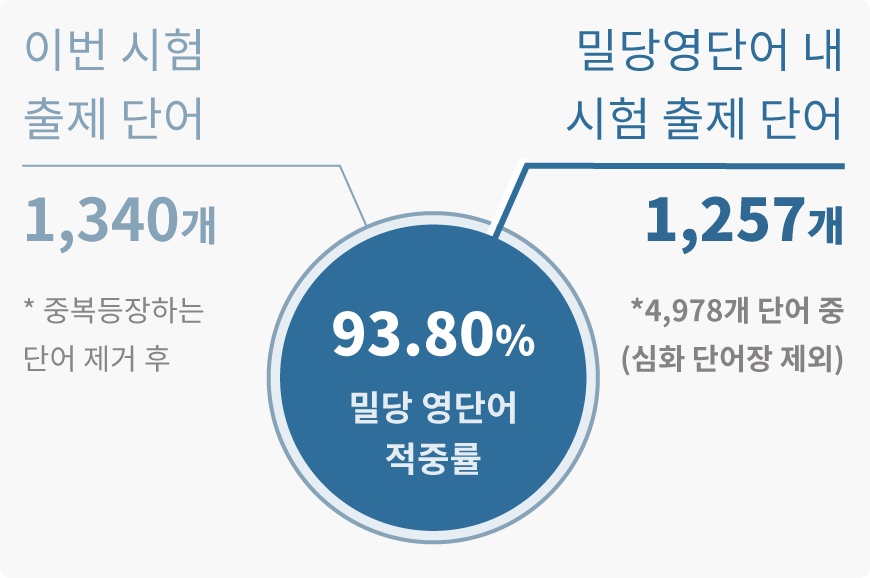 이번 시험
출제 단어
1,340개
* 중복등장하는
단어 제거 후
밀당영단어 내
시험 출제 단어
1,257개
*4,978개 단어 중
(심화 단어장 제외)
93.80%
밀당 영단어
적중률